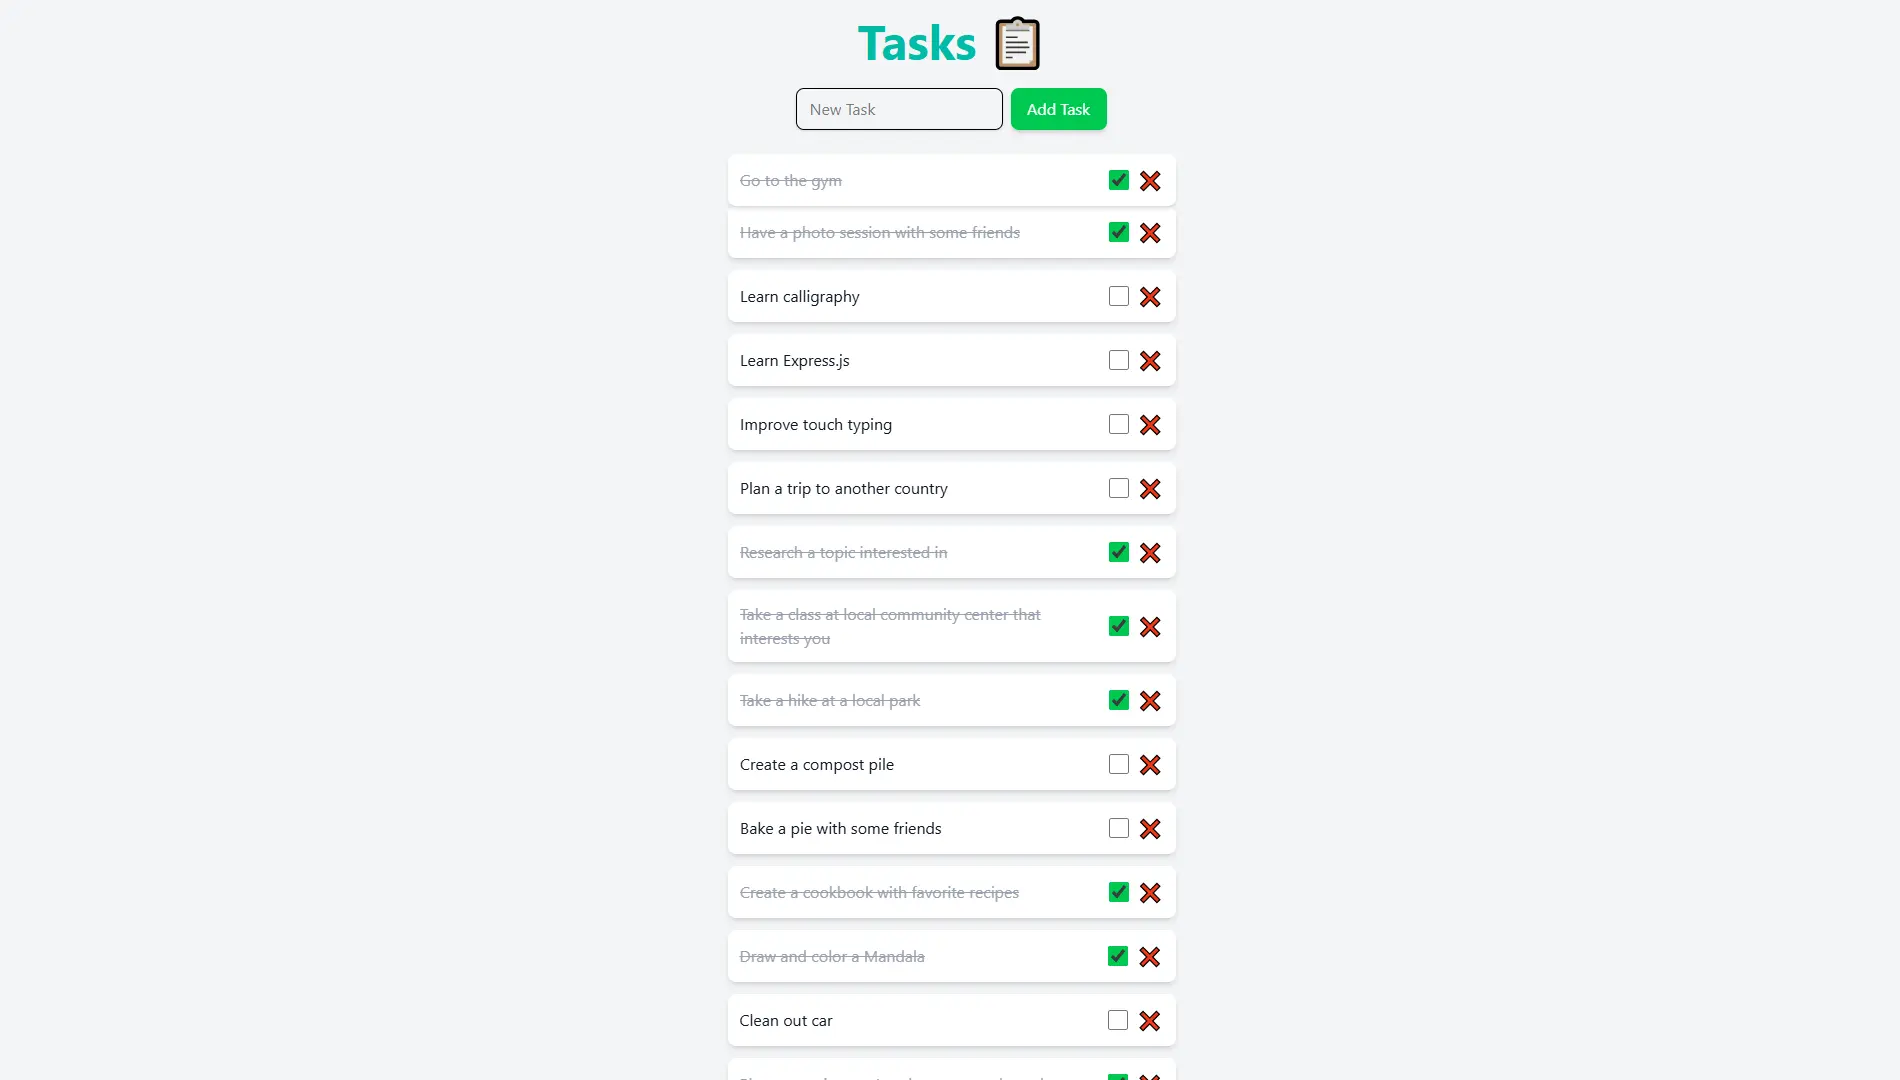 Tasks
New Task
Add Task
Go to the gym
Have a photo session with some friends
Learn calligraphy
Learn Express.js
Improve touch typing
Plan a trip to another country
Research a topic interested in
Take a class at local community center that
interests you
Take a hike at a local park
Create a compost pile
Bake a pie with some friends
Create a cookbook with favorite recipes
Draw and color a Mandala
Clean out car